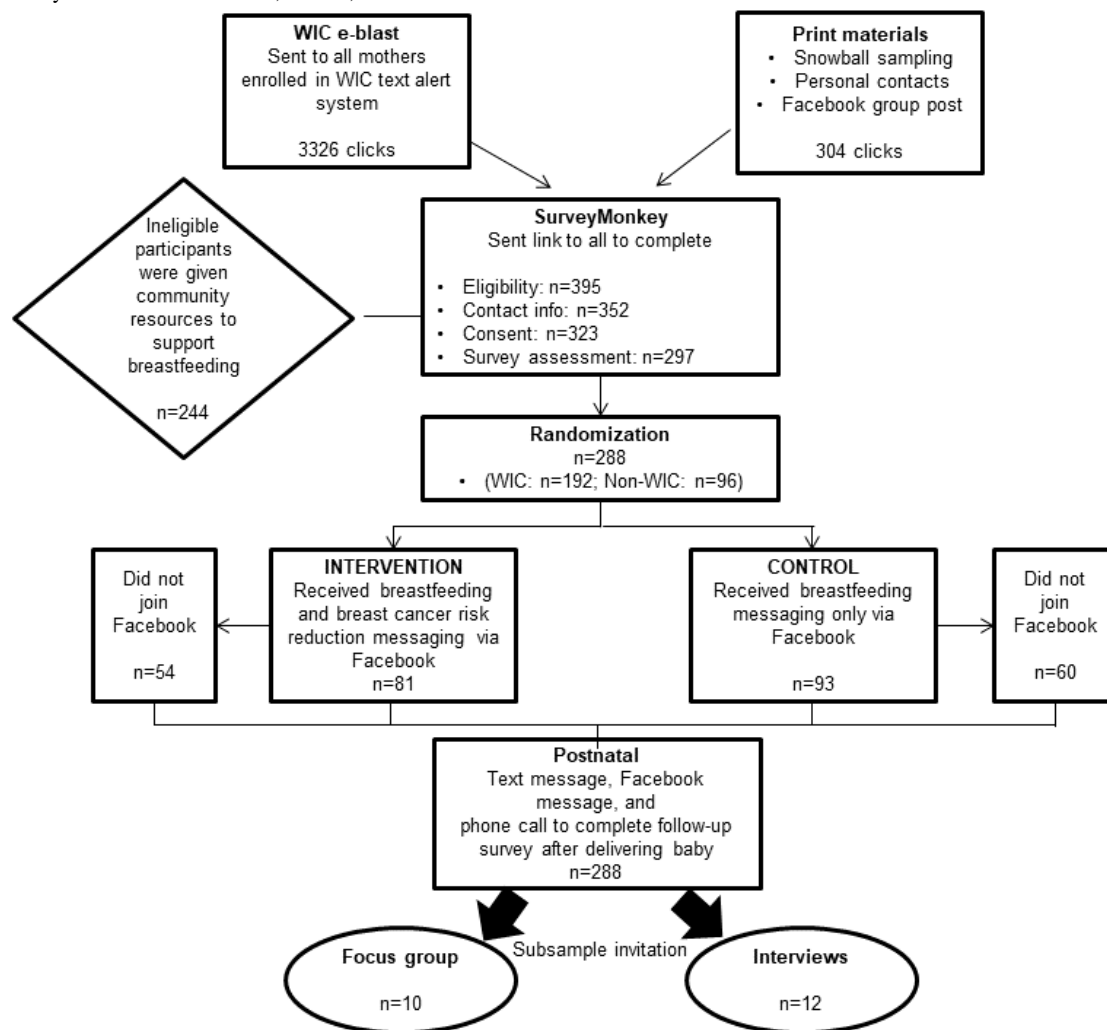 WIC e-blast
Sent to all mothers
enrolled in WIC text alert
system
3326 clicks
Print materials
• Snowball sampling
• Personal contacts
• Facebook group post
304 clicks
Ineligible
participants
were given
community
resources to
support
breastfeeding
n=244
SurveyMonkey
Sent link to all to complete
• Eligibility: n=395
• Contact info: n=352
• Consent: n=323
• Survey assessment: n=297
Randomization
n=288
• (WIC: n=192; Non-WIC: n=96)
Did not
join
Facebook
n=54
INTERVENTION
Received breastfeeding
and breast cancer risk
reduction messaging via
Facebook
n=81
CONTROL
Received breastfeeding
messaging only via
Facebook
n=93
Did not
join
Facebook
n=60
Postnatal
Text message, Facebook
message, and
phone call to complete follow-up
survey after delivering baby
n=288
Subsample invitation
Focus group
n=10
Interviews
n=12